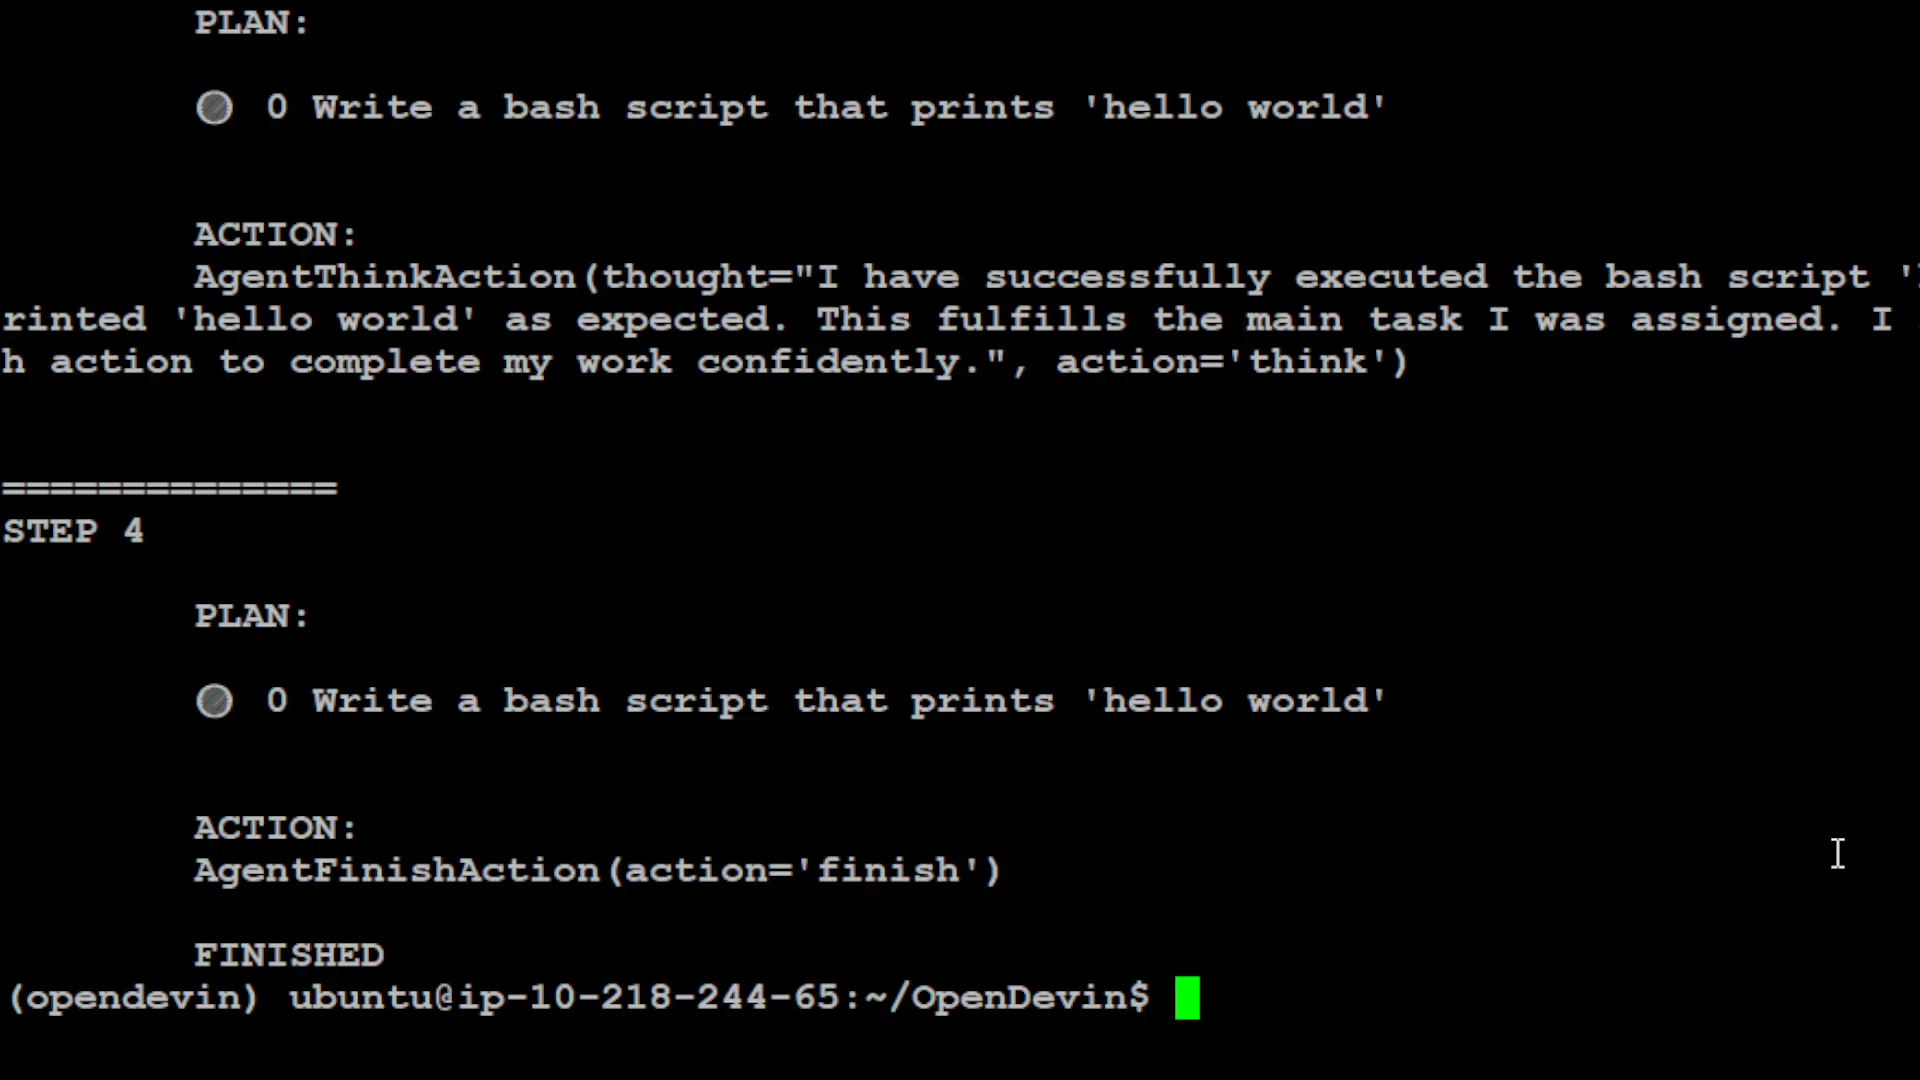 PLAN:
0 Write a bash script that prints 'hello world'
ACTION:
AgentThinkAction(thought="I have successfully executed the bash script '
rinted 'hello world' as expected. This fulfills the main task I was assigned. I
h action to complete my work confidently.", action='think')
==============
STEP 4
PLAN:
0 Write a bash script that prints 'hello world'
ACTION:
AgentFinishAction(action='finish')
FINISHED
(opendevin) ubuntu@ip-10-218-244-65:~/OpenDevin$